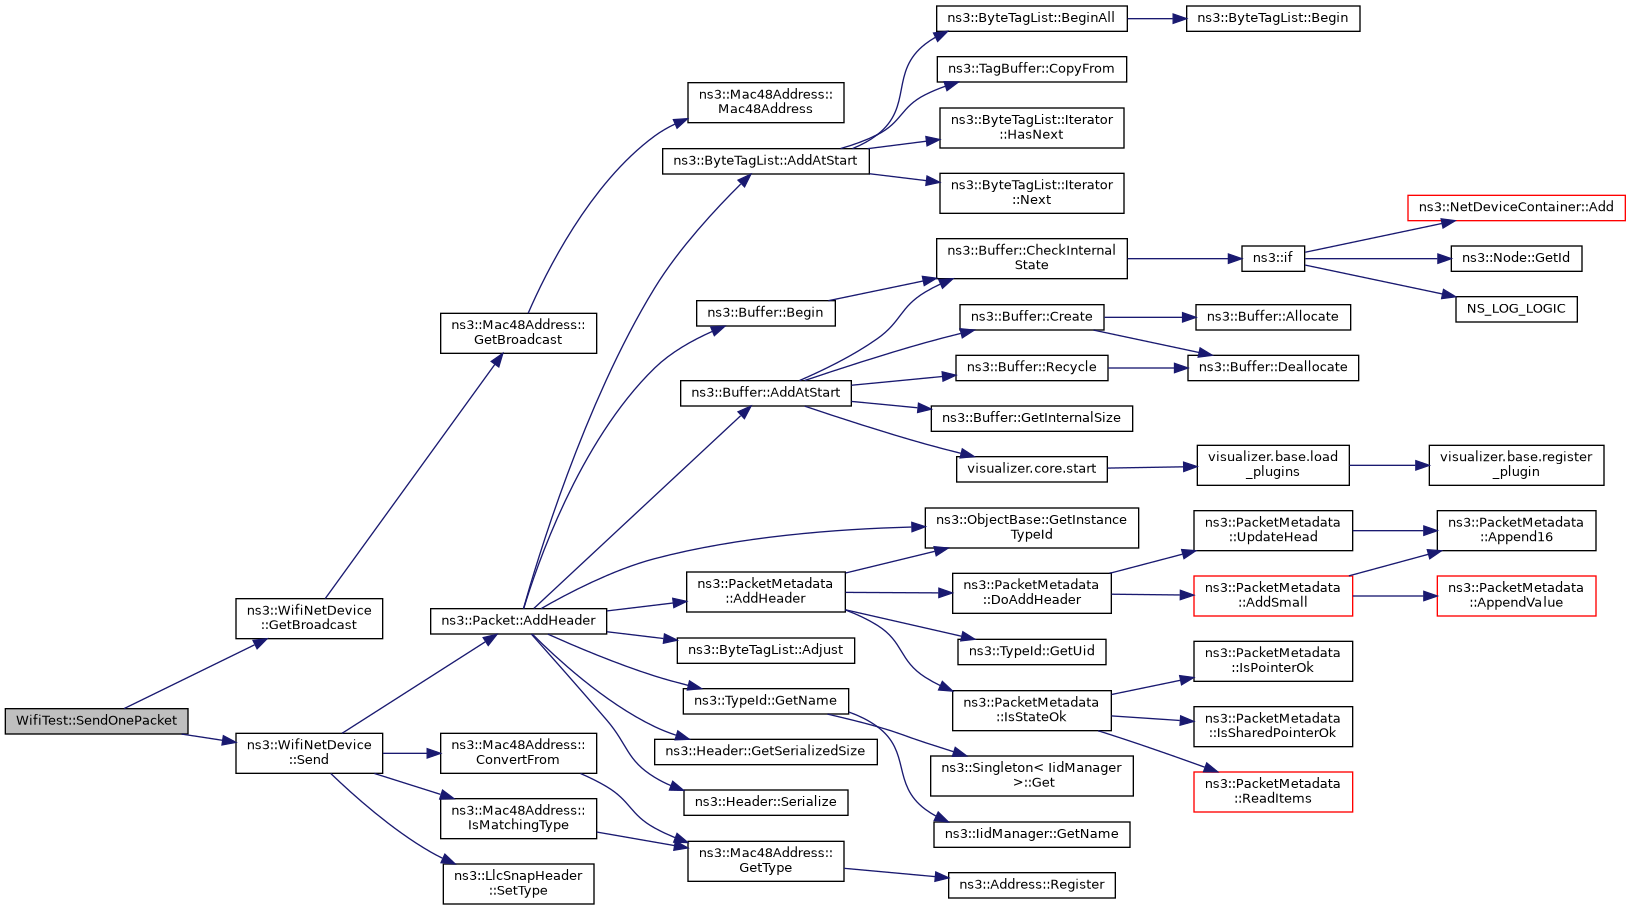 ns3::ByteTagList::BeginAll
ns3::ByteTagList::Begin
ns3::TagBuffer::CopyFrom
ns3::Mac48Address::
Mac48Address
ns3::ByteTagList::Iterator
::HasNext
ns3::ByteTagList::AddAtStart
ns3::ByteTagList::Iterator
::Next
ns3::NetDeviceContainer::Add
ns3::Buffer::CheckInternal
State
ns3::if
ns3::Node::GetId
NS_LOG_LOGIC
ns3::Buffer::Begin
ns3::Buffer::Create
ns3::Buffer::Allocate
ns3::Mac48Address::
GetBroadcast
ns3::Buffer::Recycle
ns3::Buffer::Deallocate
ns3::Buffer::AddAtStart
ns3::Buffer::GetInternalSize
visualizer.core.start
visualizer.base.load
_plugins
visualizer.base.register
_plugin
ns3::ObjectBase::GetInstance
TypeId
ns3::PacketMetadata
::UpdateHead
ns3::PacketMetadata
::Append16
ns3::PacketMetadata
::AddHeader
ns3::PacketMetadata
::DoAddHeader
ns3::PacketMetadata
::AddSmall
ns3::PacketMetadata
::AppendValue
ns3::WifiNetDevice
::GetBroadcast
ns3::Packet::AddHeader
ns3::ByteTagList::Adjust
ns3::TypeId::GetUid
ns3::PacketMetadata
::IsPointerOk
ns3::TypeId::GetName
ns3::PacketMetadata
::IsStateOk
ns3::PacketMetadata
::IsSharedPointerOk
WifiTest::SendOnePacket
ns3::WifiNetDevice
::Send
ns3::Mac48Address::
ConvertFrom
ns3::Header::GetSerializedSize
ns3::Singleton< IidManager
>::Get
ns3::PacketMetadata
::ReadItems
ns3::Header::Serialize
ns3::Mac48Address::
IsMatchingType
ns3::IidManager::GetName
ns3::Mac48Address::
GetType
ns3::LlcSnapHeader
::SetType
ns3::Address::Register